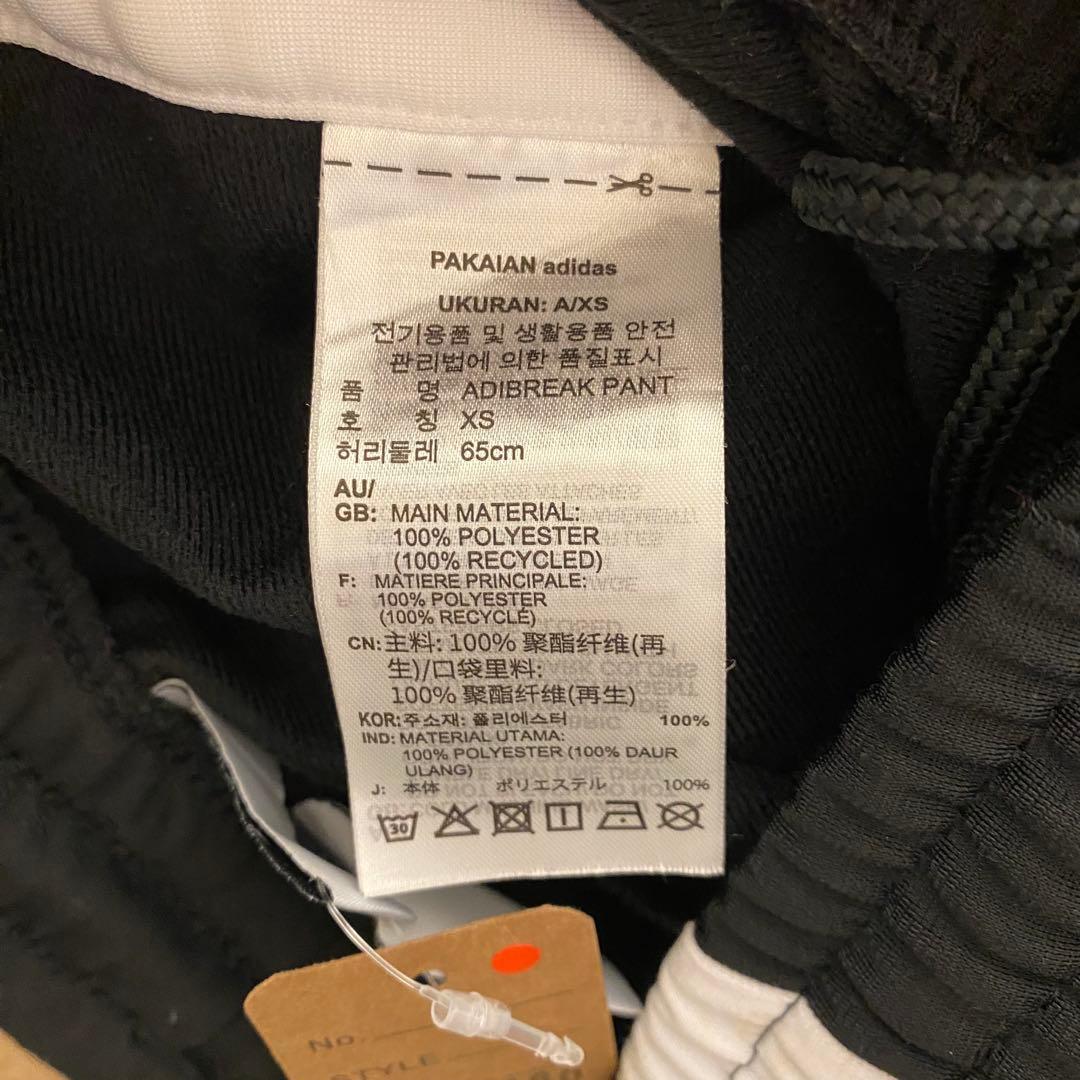 PAKAIAN adidas
UKURAN: A/XS
전기용품 및 생활용품 안전
관리법에 의한 품질표시
품 명 ADIBREAK PANT
호 칭 XS
허리둘레 65cm
AU/
GB: MAIN MATERIAL:
100% POLYESTER
(100% RECYCLED)
F: MATIERE PRINCIPALE:
100% POLYESTER
(100% RECYCLÉ)
CN: 主料: 100% 聚酯纤维(再
生)/口袋里料:
100% 聚酯纤维(再生)
KOR: 주소재: 폴리에스터 100%
IND: MATERIAL UTAMA:
100% POLYESTER (100% DAUR
ULANG)
J: 本体 ポリエステル 100%
30
No.
STYLE